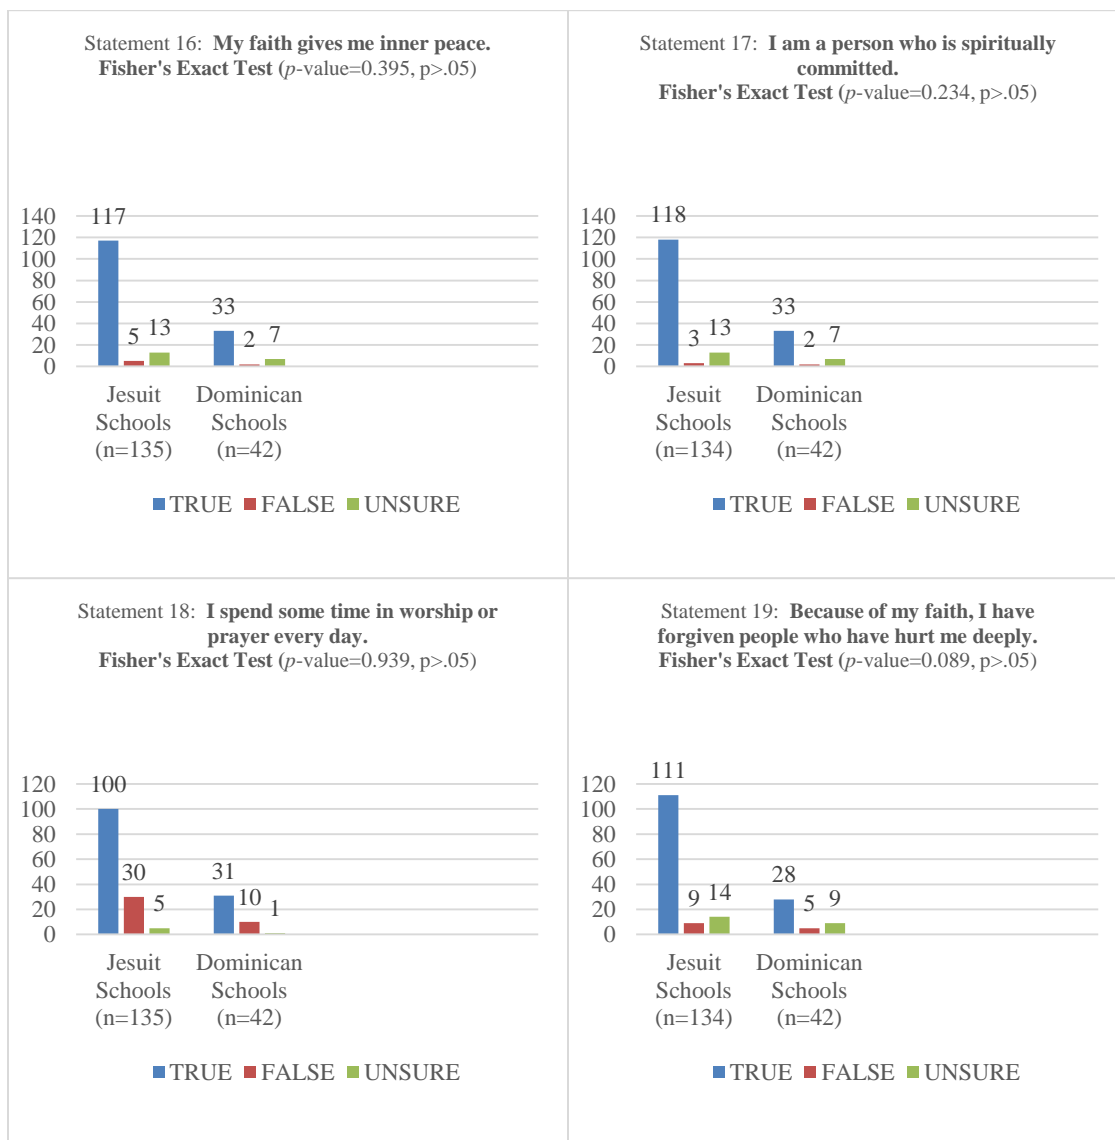 Statement 16:  My faith gives me inner peace.
Fisher's Exact Test (p-value=0.395, p>.05)
140
120
100
80
60
40
20
0
117
5
13
33
2
7
Jesuit
Schools
(n=135)
Dominican
Schools
(n=42)
TRUE FALSE UNSURE
Statement 17:  I am a person who is spiritually
committed.
Fisher's Exact Test (p-value=0.234, p>.05)
140
120
100
80
60
40
20
0
118
3
13
33
2
7
Jesuit
Schools
(n=134)
Dominican
Schools
(n=42)
TRUE FALSE UNSURE
Statement 18:  I spend some time in worship or
prayer every day.
Fisher's Exact Test (p-value=0.939, p>.05)
120
100
80
60
40
20
0
100
30
5
31
10
1
Jesuit
Schools
(n=135)
Dominican
Schools
(n=42)
TRUE FALSE UNSURE
Statement 19:  Because of my faith, I have
forgiven people who have hurt me deeply.
Fisher's Exact Test (p-value=0.089, p>.05)
120
100
80
60
40
20
0
111
9
14
28
5
9
Jesuit
Schools
(n=134)
Dominican
Schools
(n=42)
TRUE FALSE UNSURE